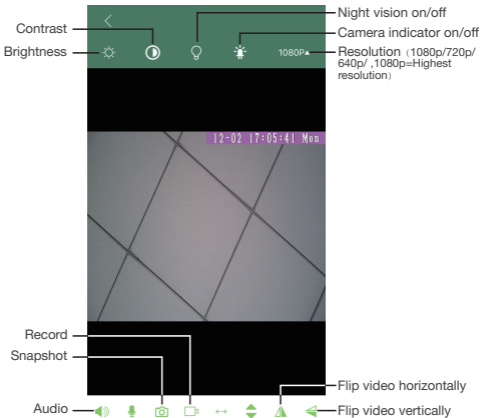 Night vision on/off
Contrast
Camera indicator on/off
Brightness
1080P▲
Resolution（1080p/720p/
640p/ ,1080p=Highest
resolution）
12-02 17:05:41 Mon
Record
Snapshot
Flip video horizontally
Audio
Flip video vertically